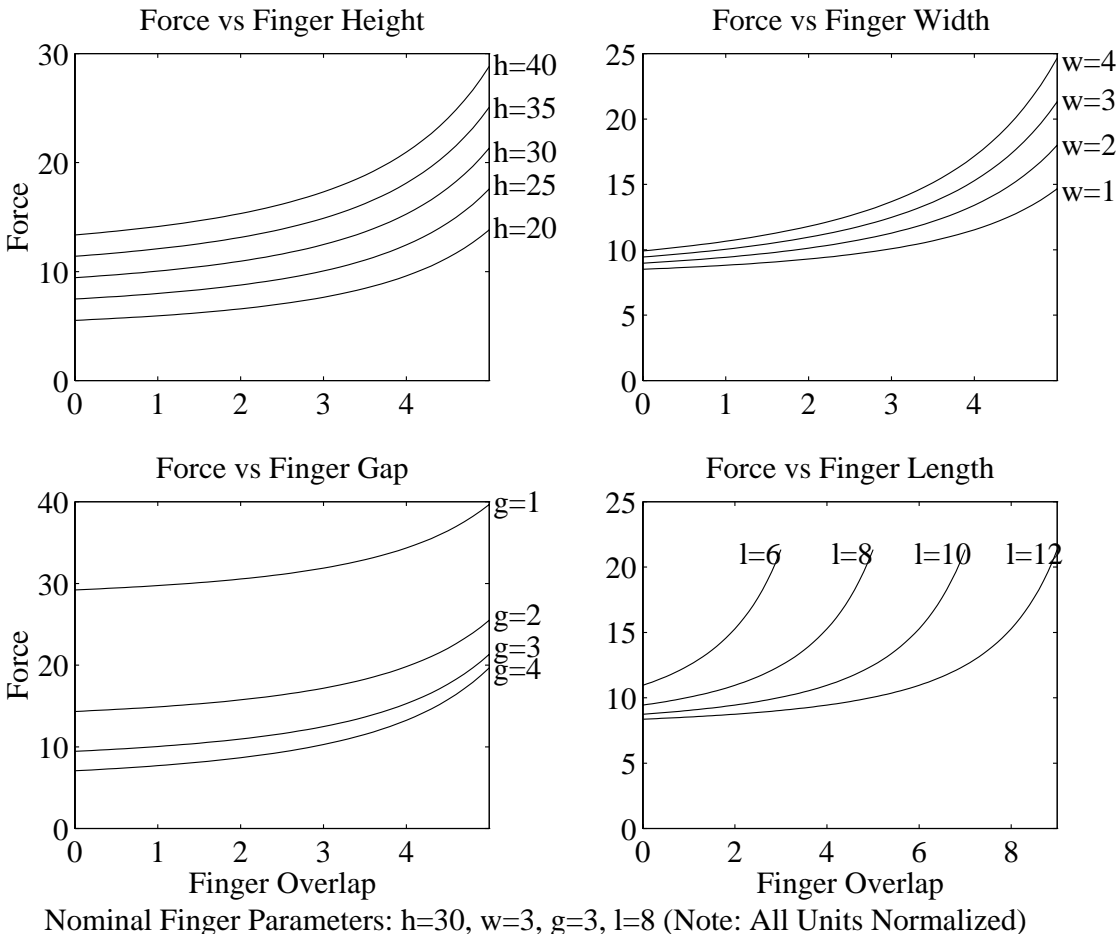 Force vs Finger Height
Force
30
20
10
0
0 1 2 3 4
h=40
h=35
h=30
h=25
h=20
Force vs Finger Width
25
20
15
10
5
0
0 1 2 3 4
w=4
w=3
w=2
w=1
Force vs Finger Gap
Force
40
30
20
10
0
0 1 2 3 4
g=1
g=2
g=3
g=4
Finger Overlap
Force vs Finger Length
25
20
15
10
5
0
0 2 4 6 8
l=6 l=8 l=10 l=12
Finger Overlap
Nominal Finger Parameters: h=30, w=3, g=3, l=8 (Note: All Units Normalized)